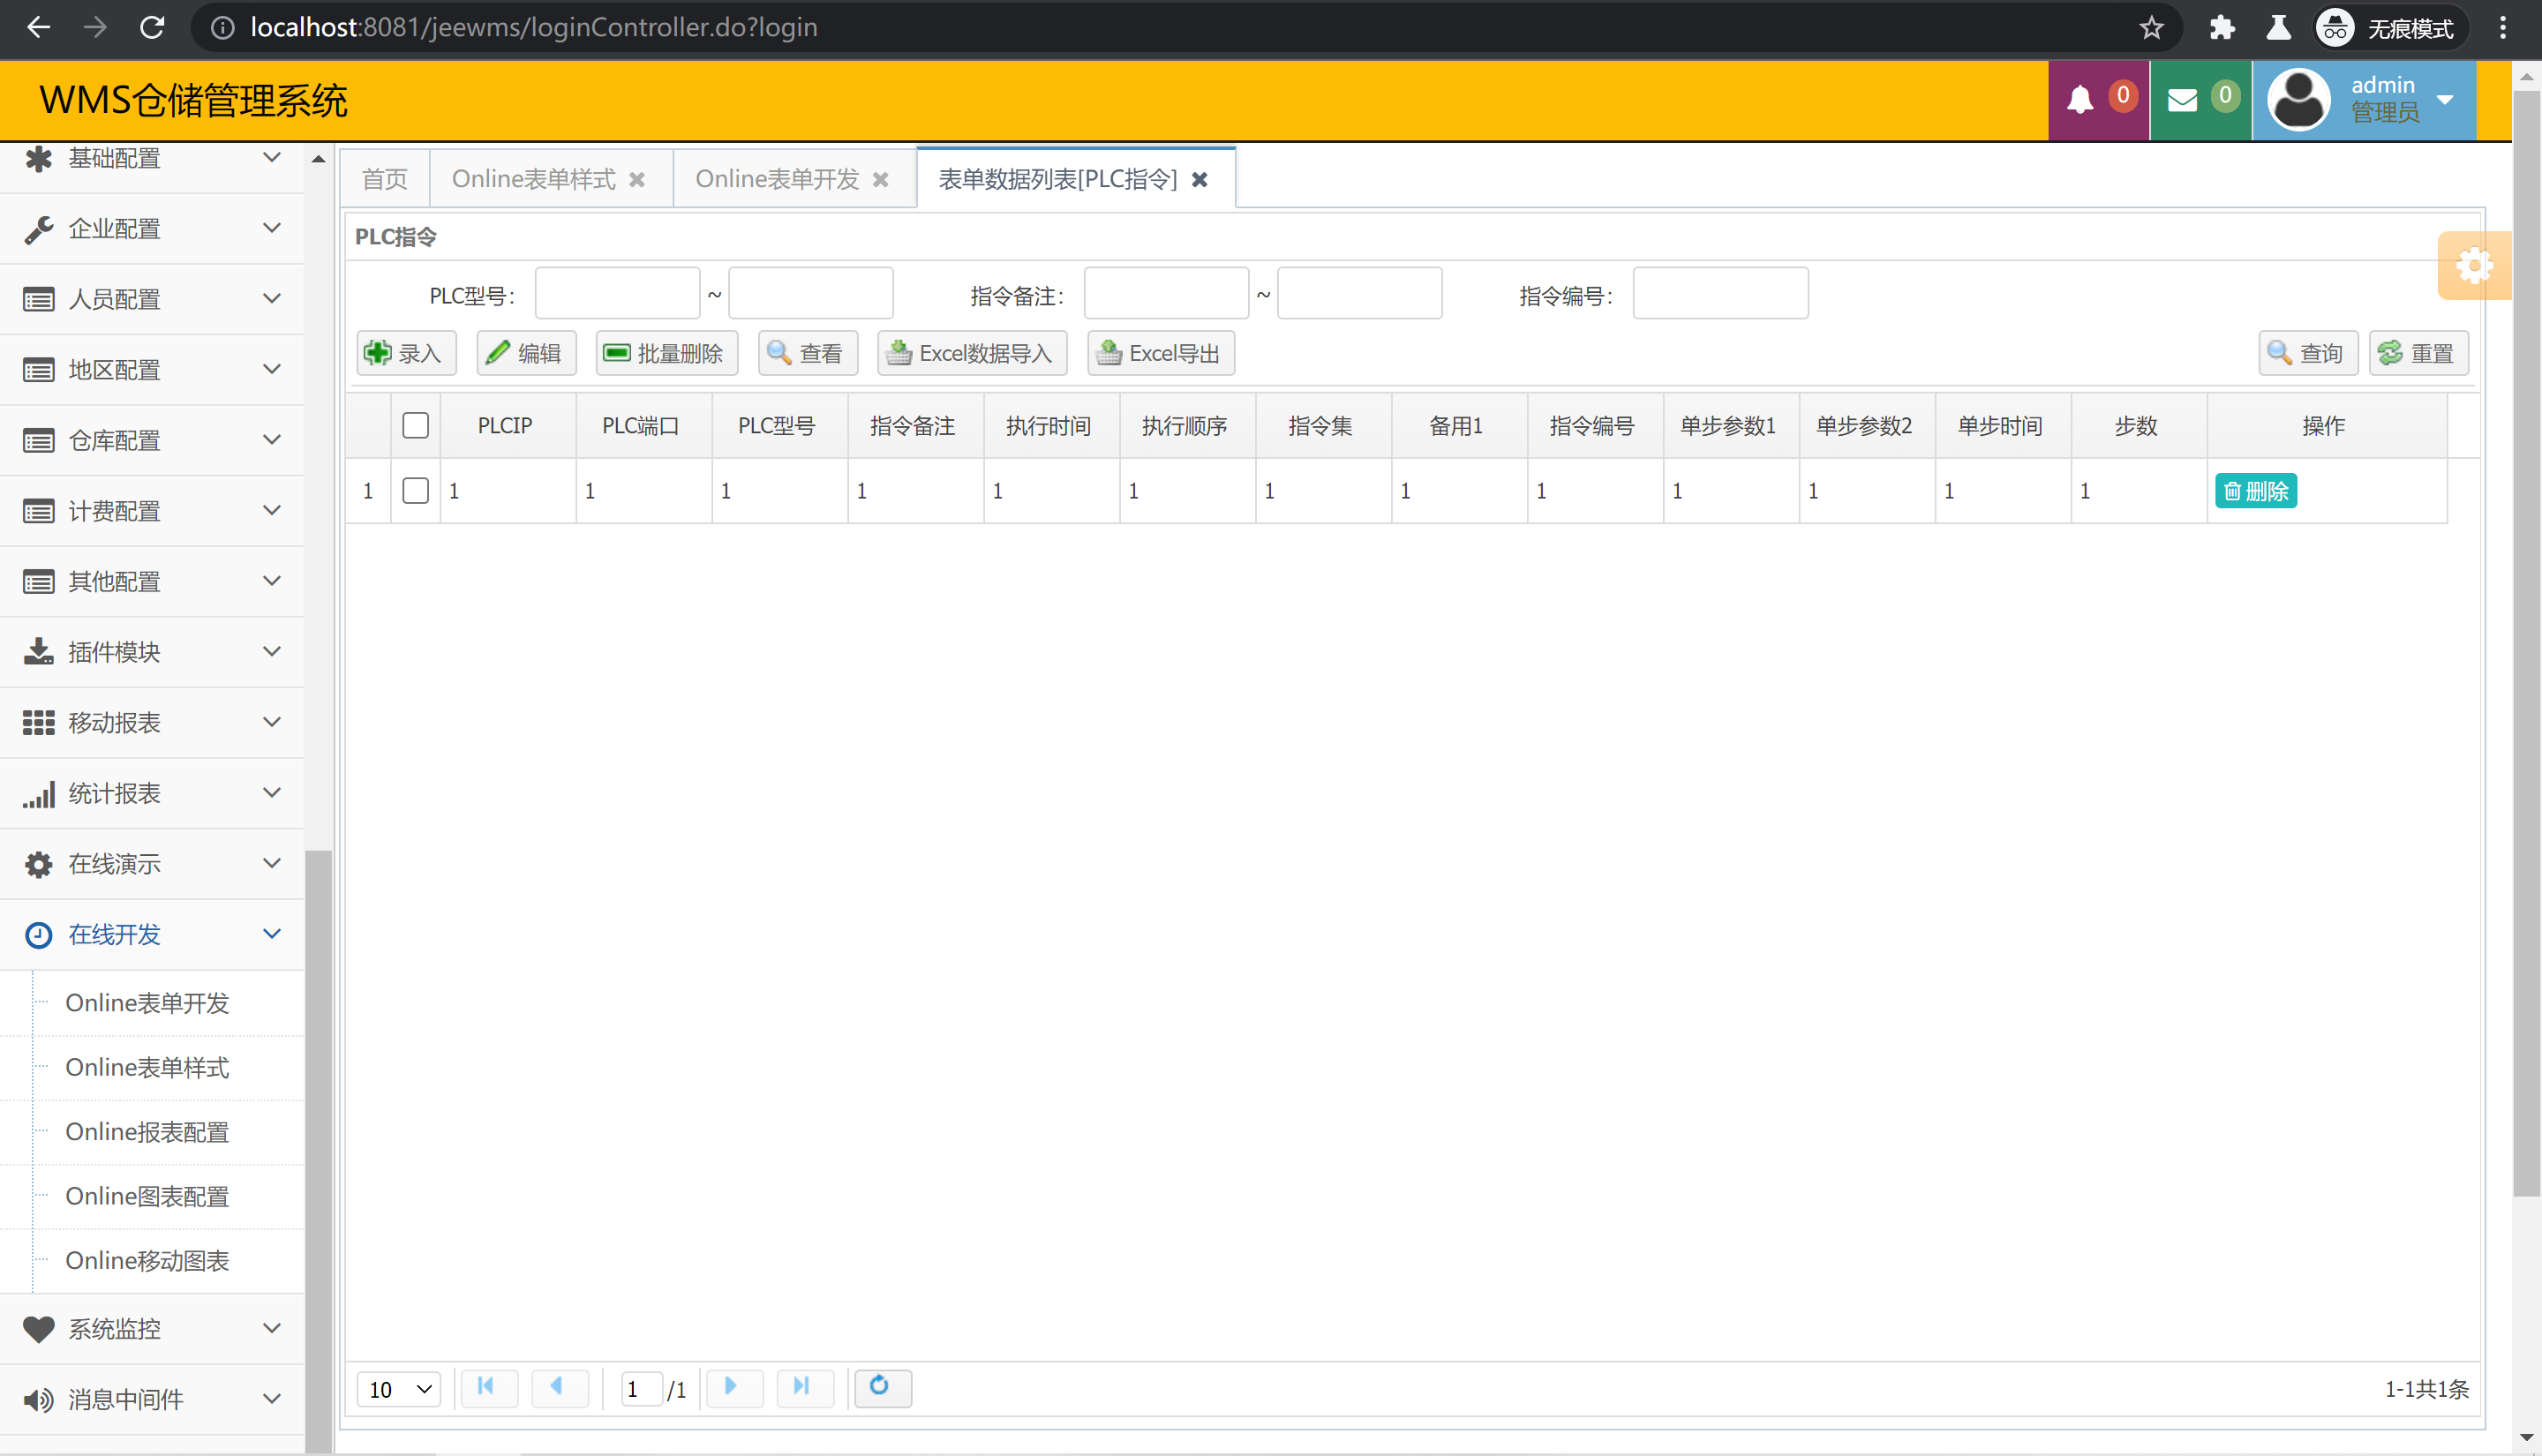 localhost:8081/jeewms/loginController.do?login
无痕模式
WMS仓储管理系统
0
0
admin
管理员
基础配置
企业配置
人员配置
地区配置
仓库配置
计费配置
其他配置
插件模块
移动报表
统计报表
在线演示
在线开发
Online表单开发
Online表单样式
Online报表配置
Online图表配置
Online移动图表
系统监控
消息中间件
首页 Online表单样式 Online表单开发 表单数据列表[PLC指令]
PLC指令
PLC型号: ~ 指令备注: ~ 指令编号:
录入 编辑 批量删除 查看 Excel数据导入 Excel导出 查询 重置
PLCIP PLC端口 PLC型号 指令备注 执行时间 执行顺序 指令集 备用1 指令编号 单步参数1 单步参数2 单步时间 步数 操作
1 1 1 1 1 1 1 1 1 1 1 1 1 1 删除
10 1 /1 1-1共1条